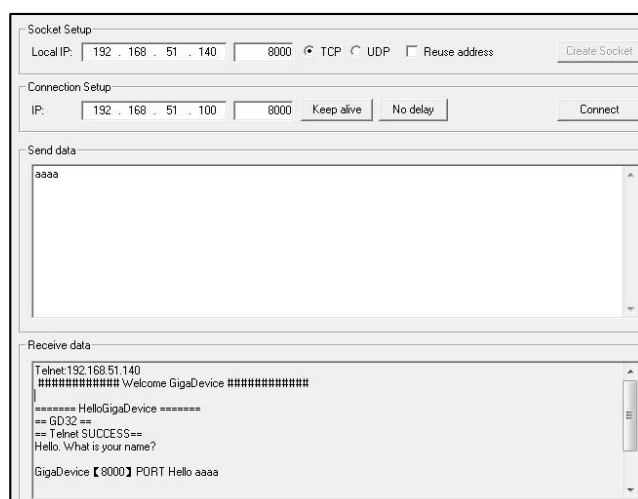 Socket Setup
Local IP: 192 . 168 . 51 . 140 8000 TCP UDP Reuse address Create Socket
Connection Setup
IP: 192 . 168 . 51 . 100 8000 Keep alive No delay Connect
Send data
aaaa
Receive data
Telnet:192.168.51.140
############ Welcome GigaDevice ############
======= HelloGigaDevice =======
== GD32 ==
== Telnet SUCCESS==
Hello. What is your name?
GigaDevice【8000】PORT Hello aaaa